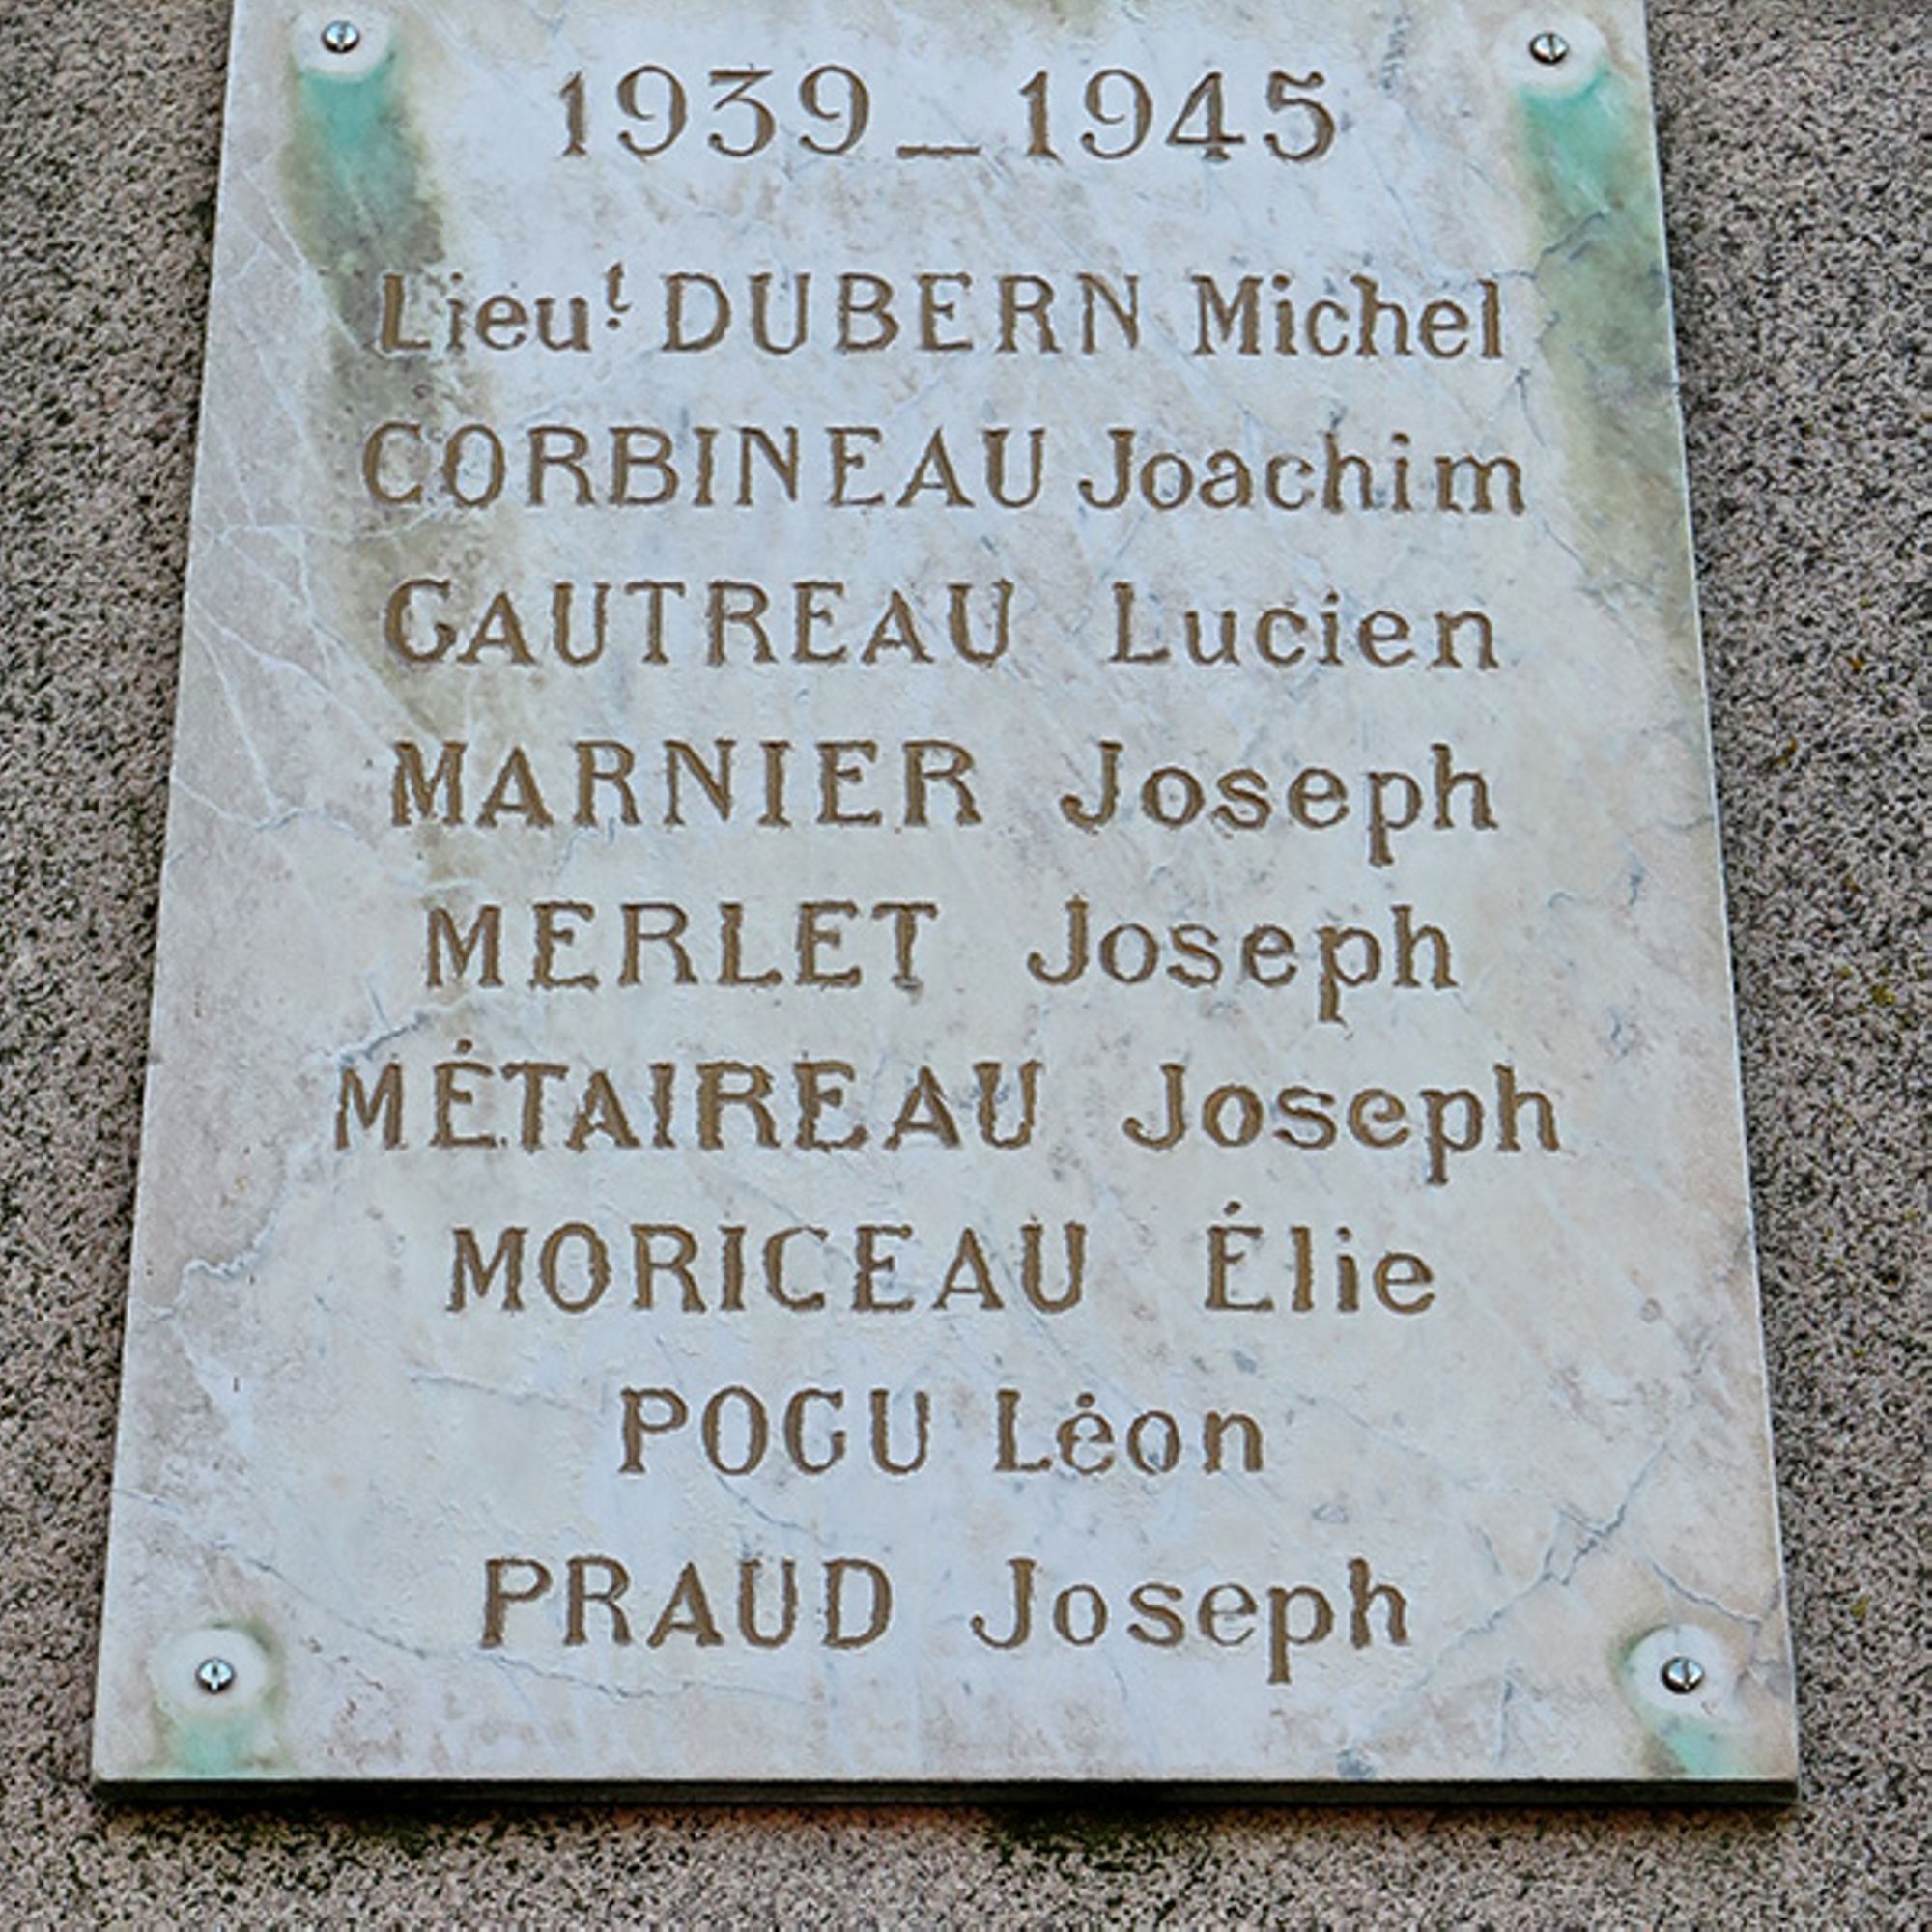 1939_1945
Lieuᵗ DUBERN Michel
CORBINEAU Joachim
GAUTREAU Lucien
MARNIER Joseph
MERLET Joseph
MÉTAIREAU Joseph
MORICEAU Élie
POGU Léon
PRAUD Joseph